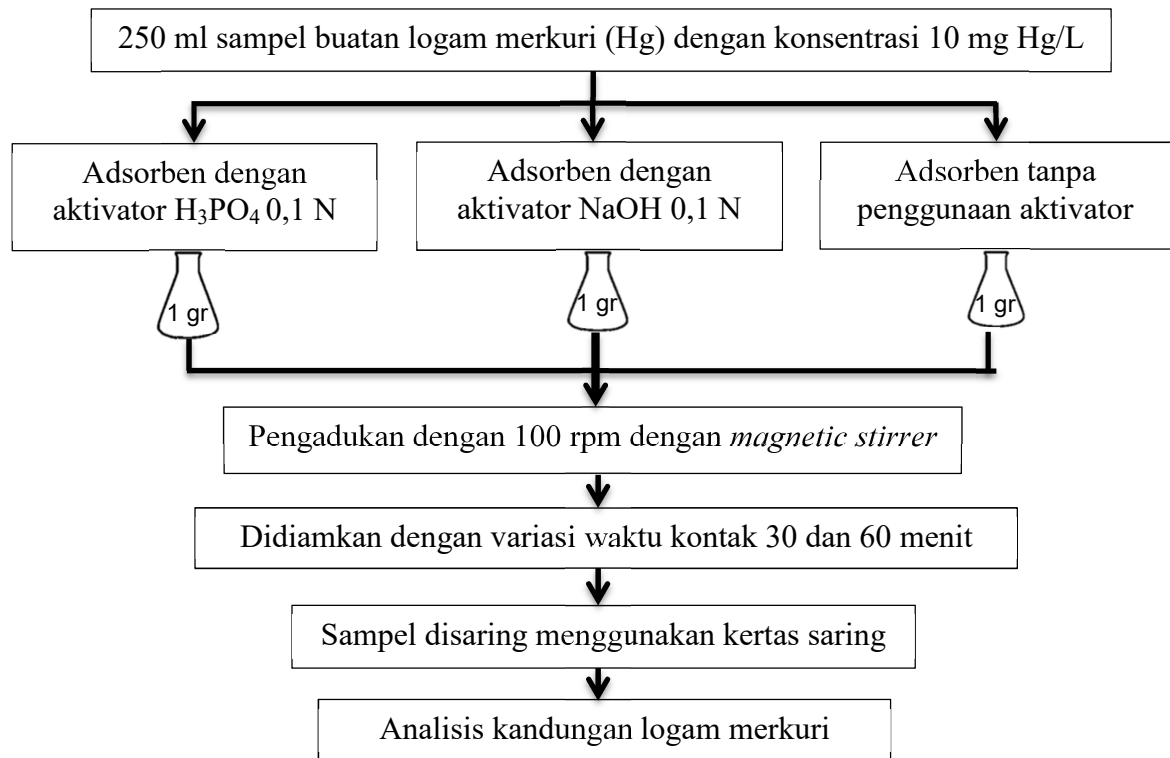 250 ml sampel buatan logam merkuri (Hg) dengan konsentrasi 10 mg Hg/L
Adsorben dengan
aktivator H₃PO₄ 0,1 N
Adsorben dengan
aktivator NaOH 0,1 N
Adsorben tanpa
penggunaan aktivator
1 gr
1 gr
1 gr
Pengadukan dengan 100 rpm dengan magnetic stirrer
Didiamkan dengan variasi waktu kontak 30 dan 60 menit
Sampel disaring menggunakan kertas saring
Analisis kandungan logam merkuri